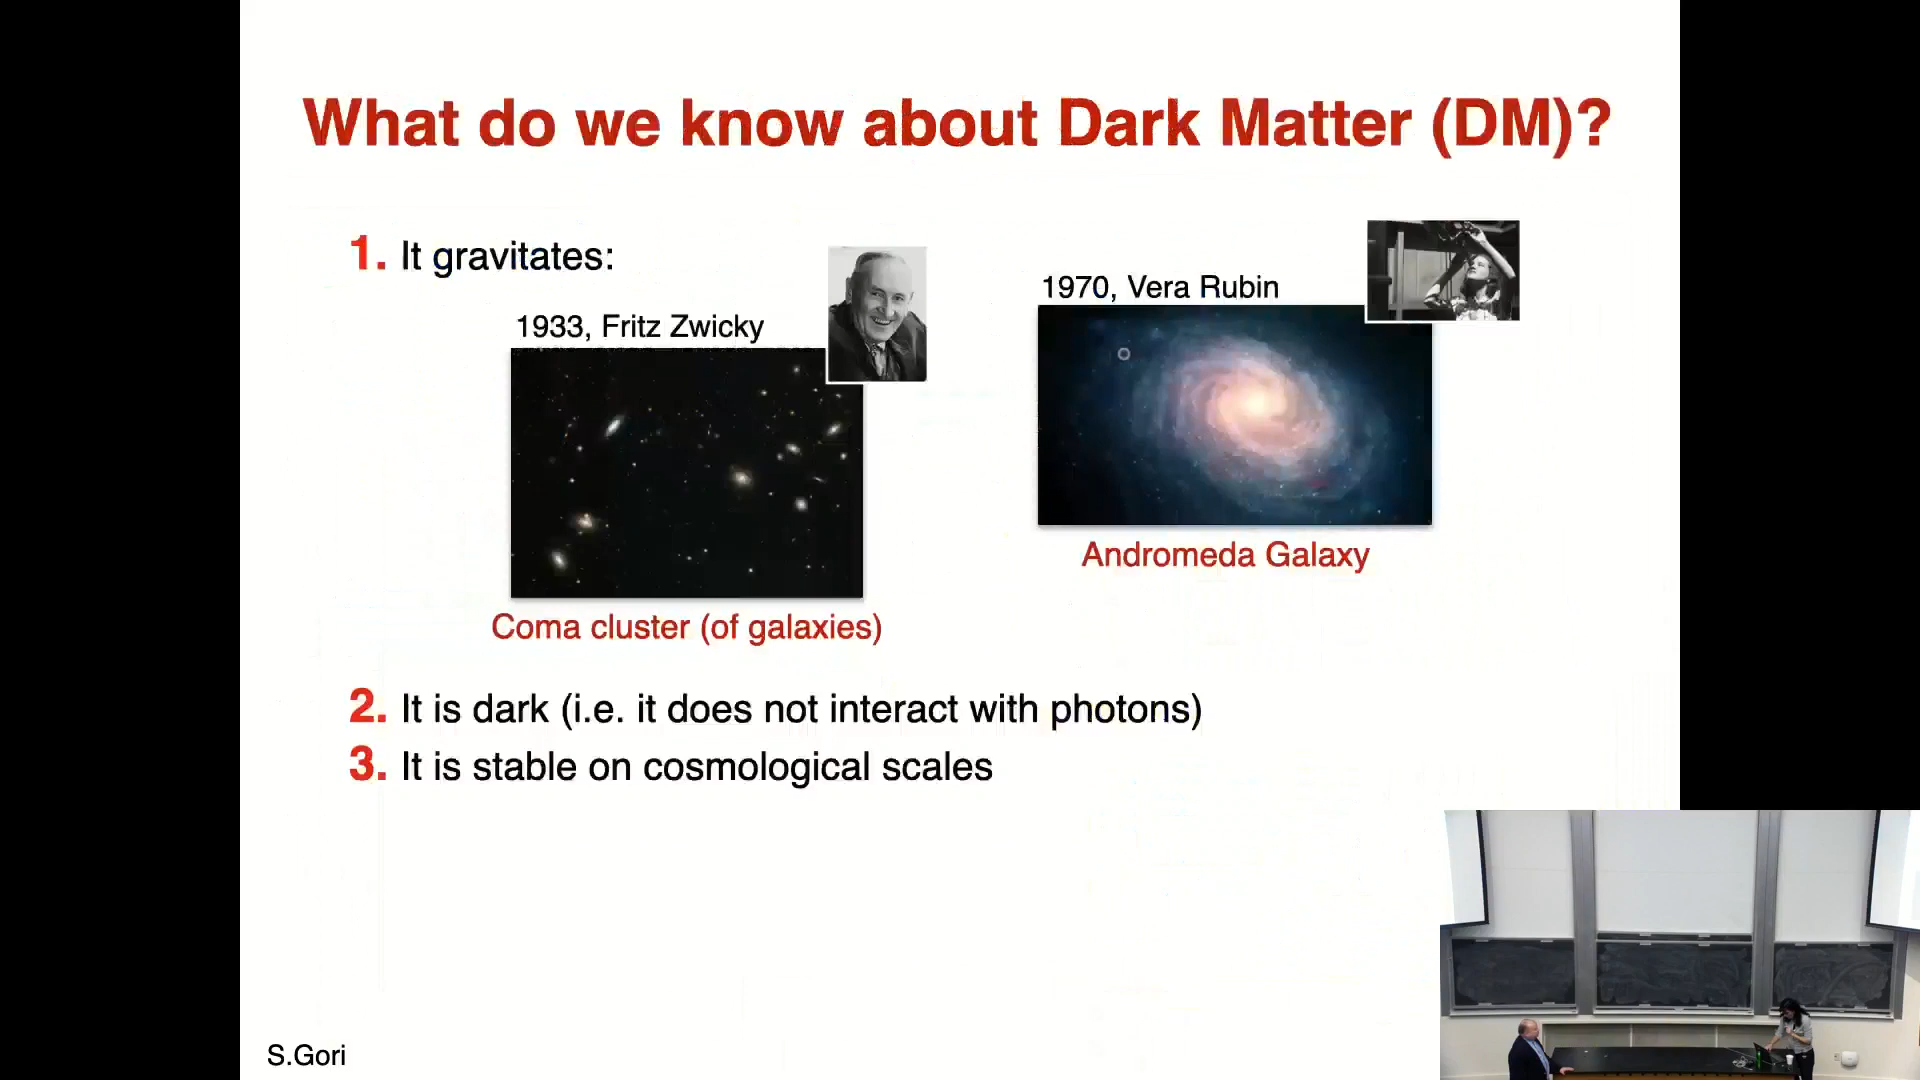 What do we know about Dark Matter (DM)?
1. It gravitates:
1933, Fritz Zwicky
1970, Vera Rubin
Andromeda Galaxy
Coma cluster (of galaxies)
2. It is dark (i.e. it does not interact with photons)
3. It is stable on cosmological scales
S.Gori